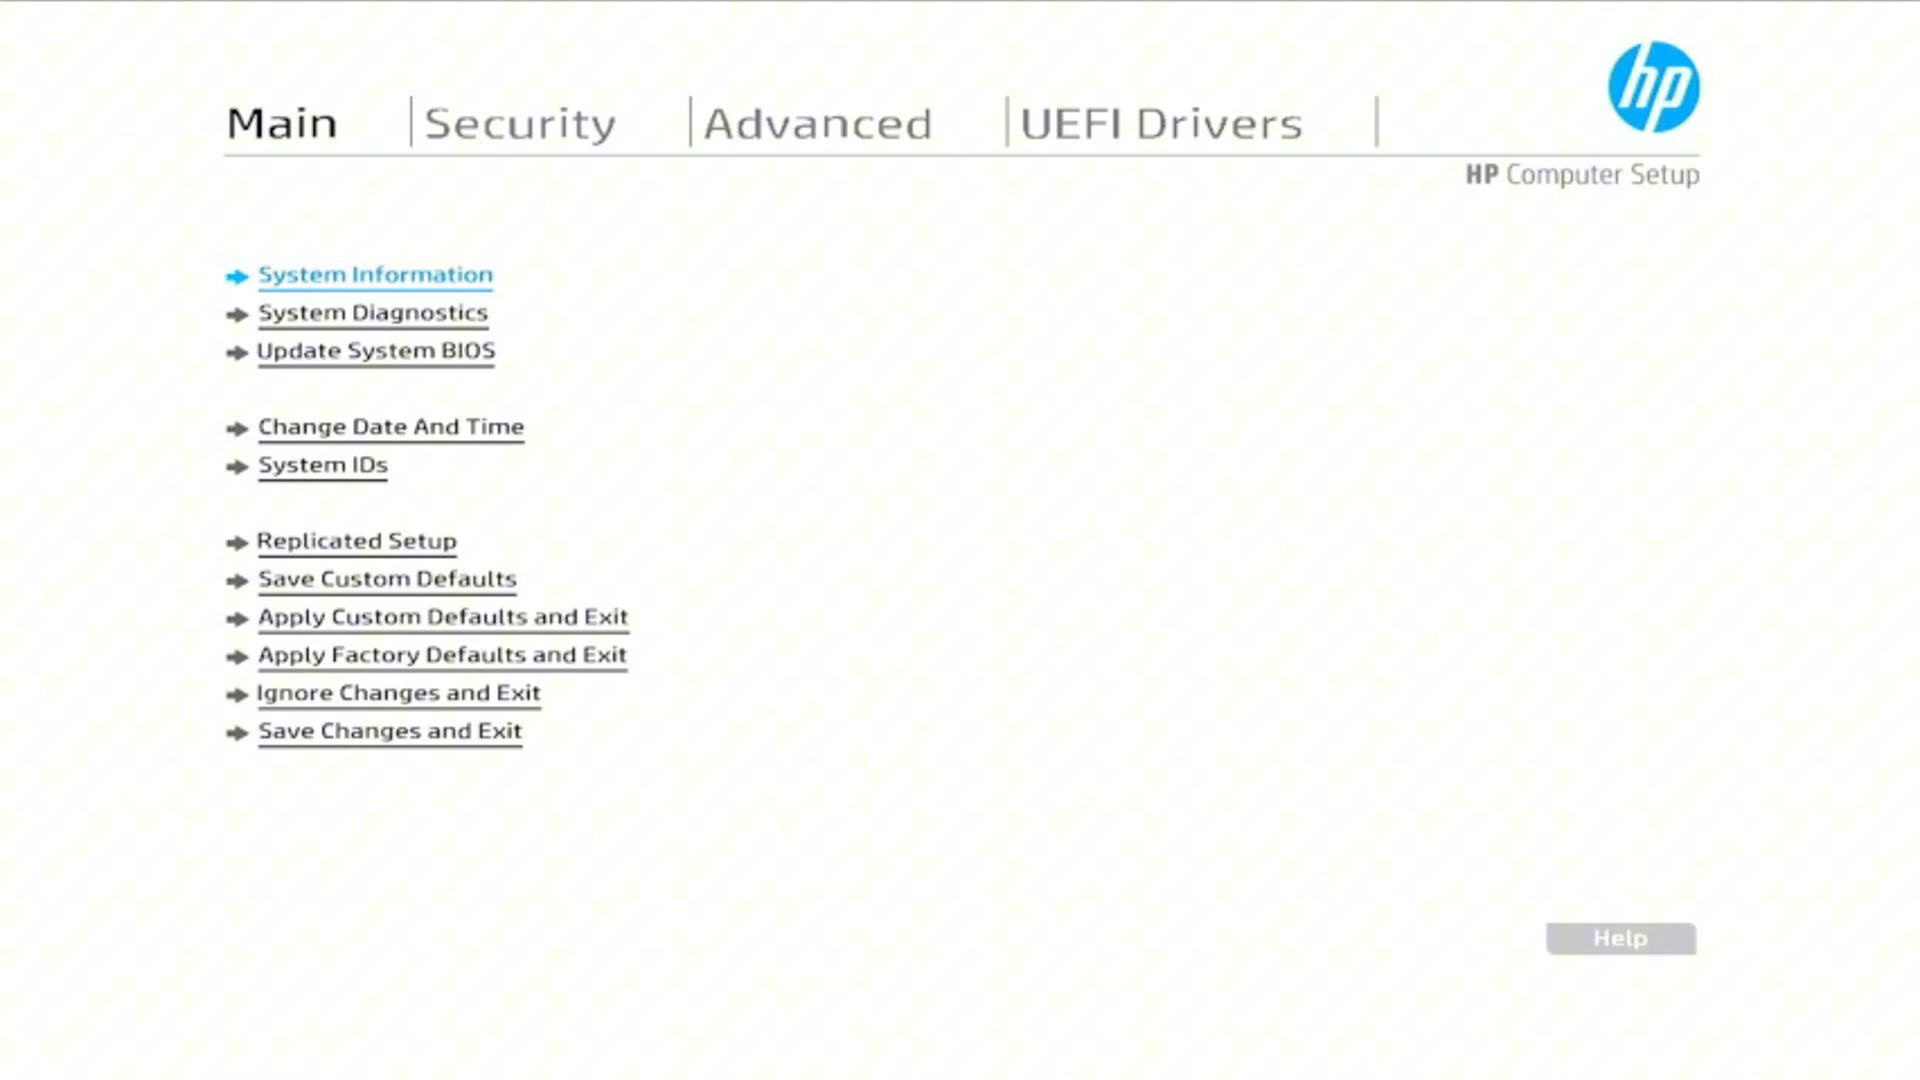 hp
Main
Security
Advanced
UEFI Drivers
HP Computer Setup
System Information
System Diagnostics
Update System BIOS
Change Date And Time
System IDs
Replicated Setup
Save Custom Defaults
Apply Custom Defaults and Exit
Apply Factory Defaults and Exit
Ignore Changes and Exit
Save Changes and Exit
Help